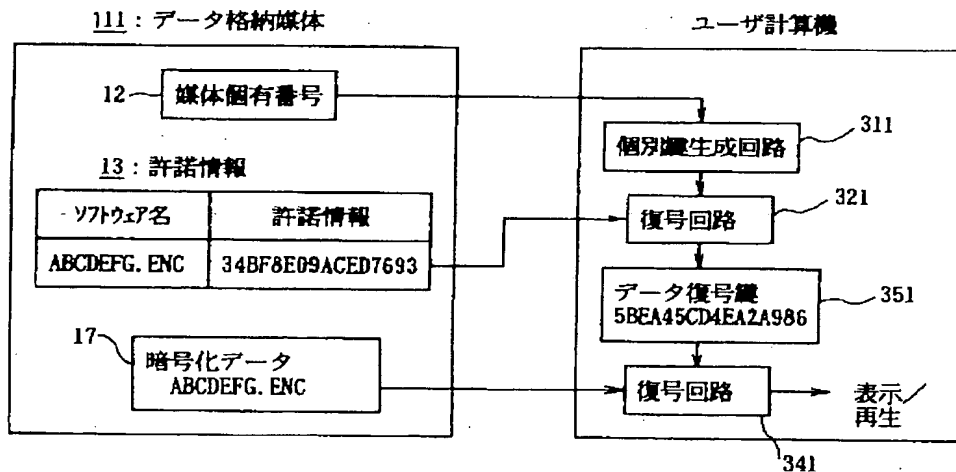 111：データ格納媒体
ユーザ計算機
12
媒体個有番号
311
個別鍵生成回路
13：許諾情報
ソフトウェア名
許諾情報
321
復号回路
ABCDEFG.ENC
34BF8E09ACED7693
データ復号鍵
5BEA45CD4EA2A986
351
17
暗号化データ
ABCDEFG.ENC
復号回路
表示／
再生
341